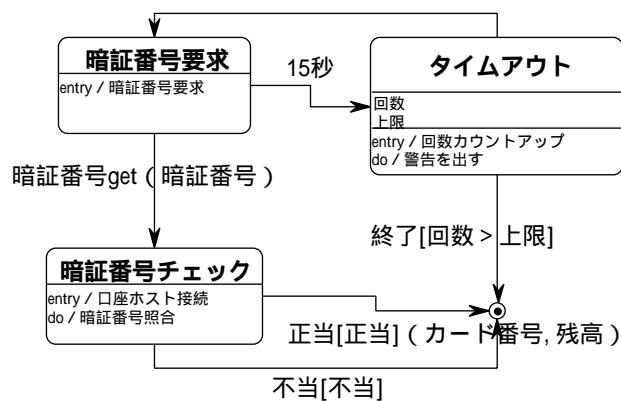 暗証番号要求
entry / 暗証番号要求
15秒
タイムアウト
回数
上限
entry / 回数カウントアップ
do / 警告を出す
暗証番号get ( 暗証番号 )
終了[回数 > 上限]
暗証番号チェック
entry / 口座ホスト接続
do / 暗証番号照合
正当[正当] ( カード番号, 残高 )
不当[不当]